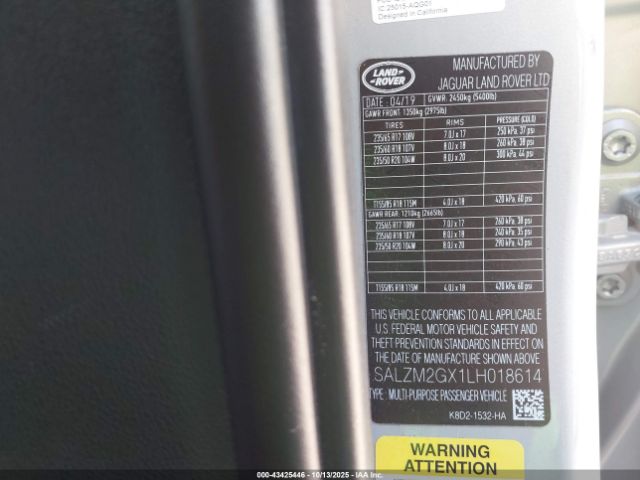 IC 25015-AQG01
Designed in California
LAND-
ROVER
MANUFACTURED BY
JAGUAR LAND ROVER LTD
DATE: 04/19 GVWR: 2450kg (5400lb)
GAWR FRONT: 1350kg (2975lb)
TIRES RIMS PRESSURE (COLD)
235/65 R17 108V 7.0J x 17 250 kPa, 37 psi
235/60 R18 107V 8.0J x 18 260 kPa, 38 psi
235/50 R20 104W 8.0J x 20 300 kPa, 44 psi
T155/85 R18 115M 4.0J x 18 420 kPa, 60 psi
GAWR REAR: 1210kg (2665lb)
235/65 R17 108V 7.0J x 17 260 kPa, 38 psi
235/60 R18 107V 8.0J x 18 240 kPa, 35 psi
235/50 R20 104W 8.0J x 20 290 kPa, 43 psi
T155/85 R18 115M 4.0J x 18 420 kPa, 60 psi
THIS VEHICLE CONFORMS TO ALL APPLICABLE
U.S. FEDERAL MOTOR VEHICLE SAFETY AND
THEFT PREVENTION STANDARDS IN EFFECT ON
THE DATE OF MANUFACTURE SHOWN ABOVE.
SALZM2GX1LH018614
TYPE: MULTI-PURPOSE PASSENGER VEHICLE
K8D2-1532-HA
WARNING
ATTENTION
000-43425446 - 10/13/2025 - IAA Inc.